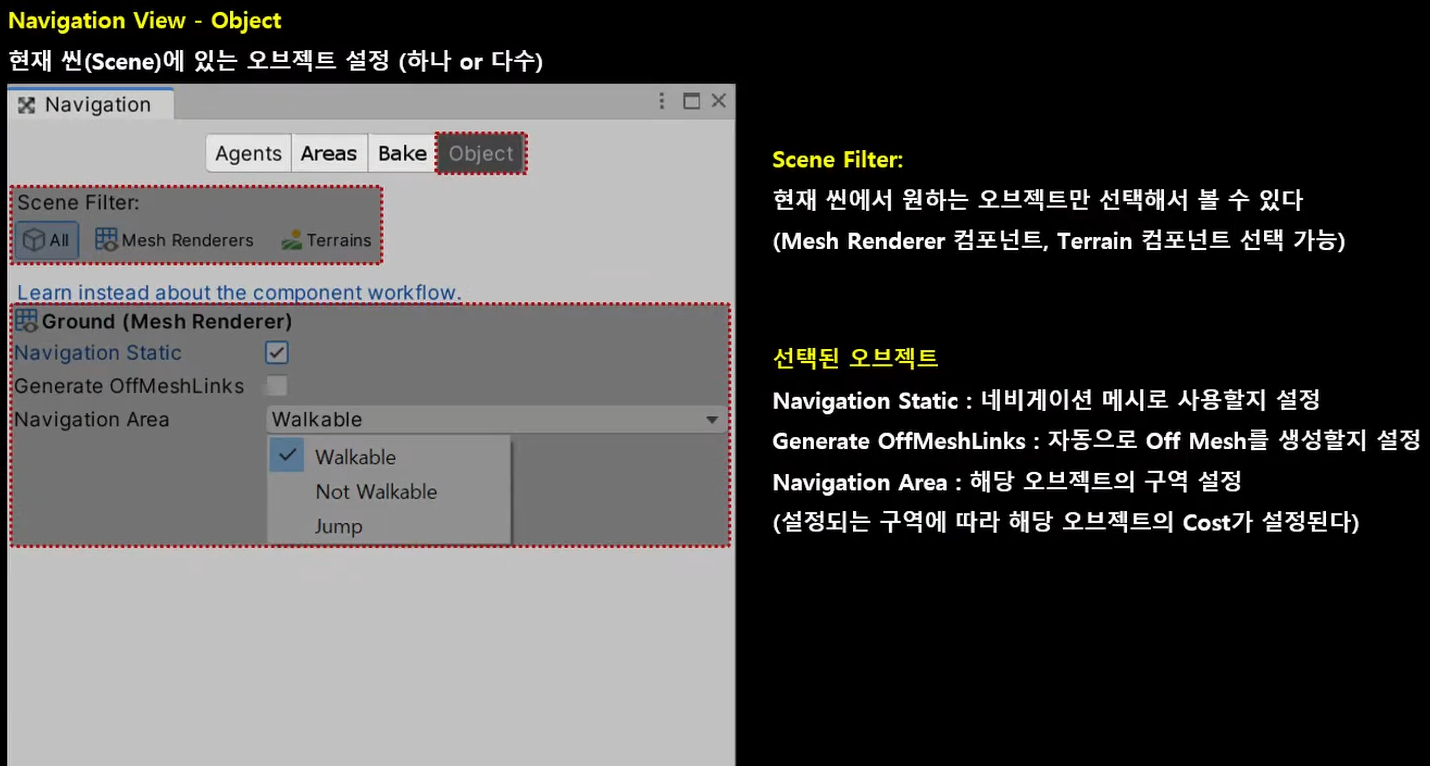 Navigation View - Object
현재 씬(Scene)에 있는 오브젝트 설정 (하나 or 다수)
Navigation
Agents Areas Bake Object
Scene Filter:
All Mesh Renderers Terrains
Learn instead about the component workflow.
Ground (Mesh Renderer)
Navigation Static
Generate OffMeshLinks
Navigation Area Walkable
Walkable
Not Walkable
Jump
Scene Filter:
현재 씬에서 원하는 오브젝트만 선택해서 볼 수 있다
(Mesh Renderer 컴포넌트, Terrain 컴포넌트 선택 가능)
선택된 오브젝트
Navigation Static : 네비게이션 메시로 사용할지 설정
Generate OffMeshLinks : 자동으로 Off Mesh를 생성할지 설정
Navigation Area : 해당 오브젝트의 구역 설정
(설정되는 구역에 따라 해당 오브젝트의 Cost가 설정된다)